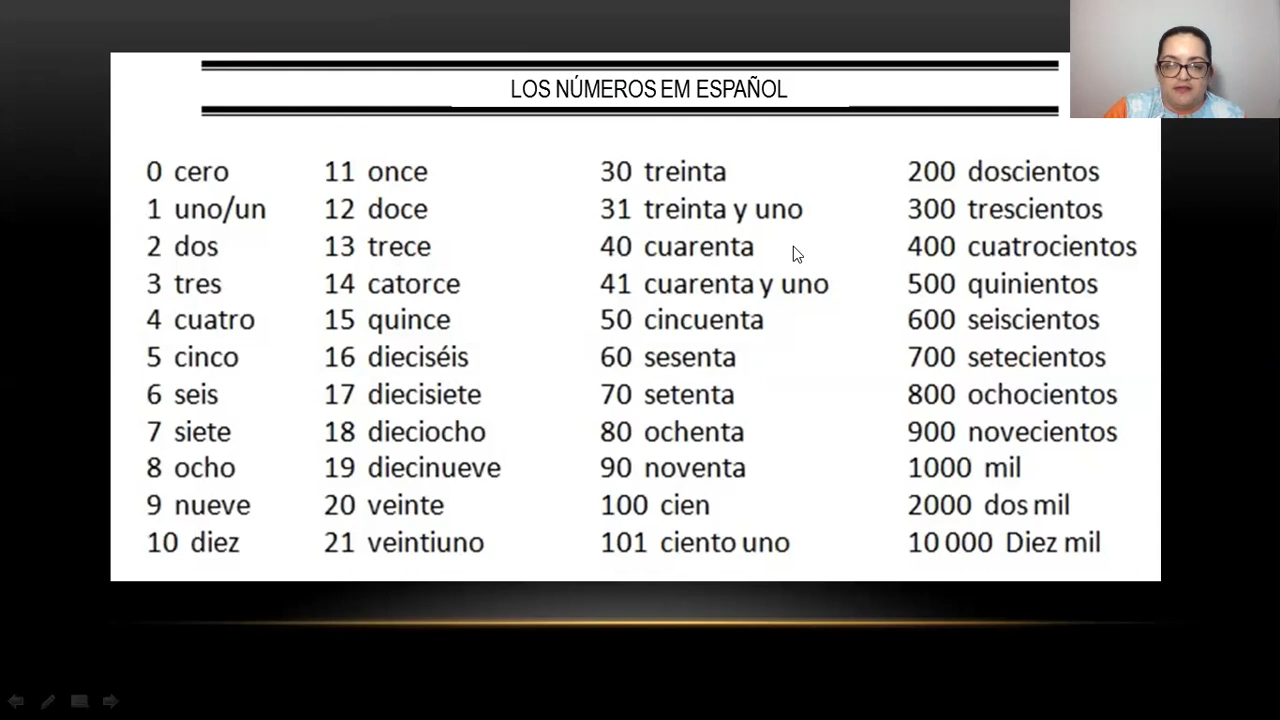 LOS NÚMEROS EM ESPAÑOL
0 cero
1 uno/un
2 dos
3 tres
4 cuatro
5 cinco
6 seis
7 siete
8 ocho
9 nueve
10 diez
11 once
12 doce
13 trece
14 catorce
15 quince
16 dieciséis
17 diecisiete
18 dieciocho
19 diecinueve
20 veinte
21 veintiuno
30 treinta
31 treinta y uno
40 cuarenta
41 cuarenta y uno
50 cincuenta
60 sesenta
70 setenta
80 ochenta
90 noventa
100 cien
101 ciento uno
200 doscientos
300 trescientos
400 cuatrocientos
500 quinientos
600 seiscientos
700 setecientos
800 ochocientos
900 novecientos
1000 mil
2000 dos mil
10 000 Diez mil